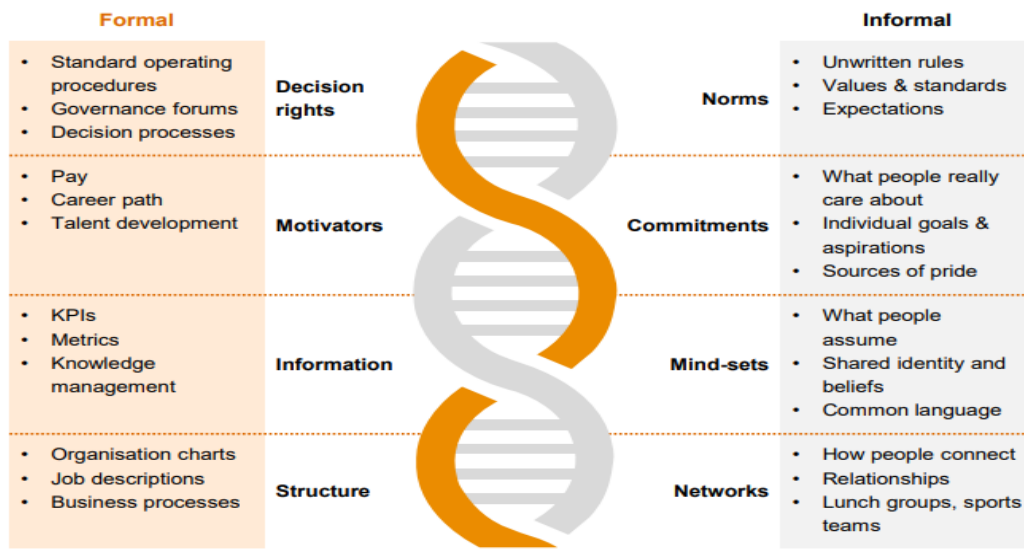 Formal
Informal
• Standard operating
procedures
• Governance forums
• Decision processes
Decision
rights
Norms
• Unwritten rules
• Values & standards
• Expectations
• Pay
• Career path
• Talent development
Motivators
Commitments
• What people really
care about
• Individual goals &
aspirations
• Sources of pride
• KPIs
• Metrics
• Knowledge
management
Information
Mind-sets
• What people
assume
• Shared identity and
beliefs
• Common language
• Organisation charts
• Job descriptions
• Business processes
Structure
Networks
• How people connect
• Relationships
• Lunch groups, sports
teams